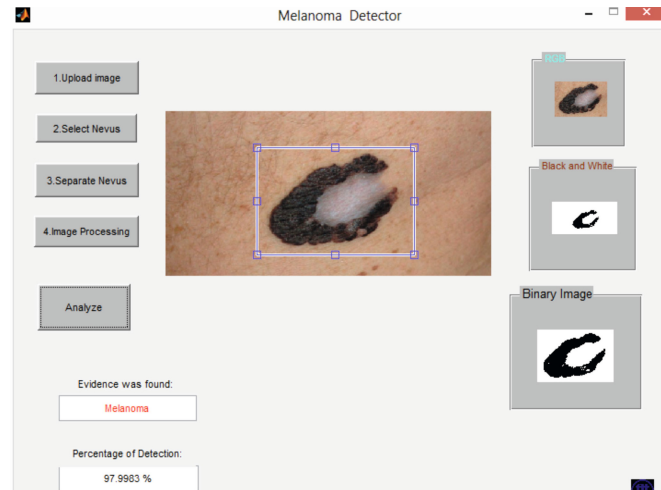 Melanoma Detector
1.Upload image
2.Select Nevus
3.Separate Nevus
4.Image Processing
Analyze
Evidence was found:
Melanoma
Percentage of Detection:
97.9983 %
RGB
Black and White
Binary Image